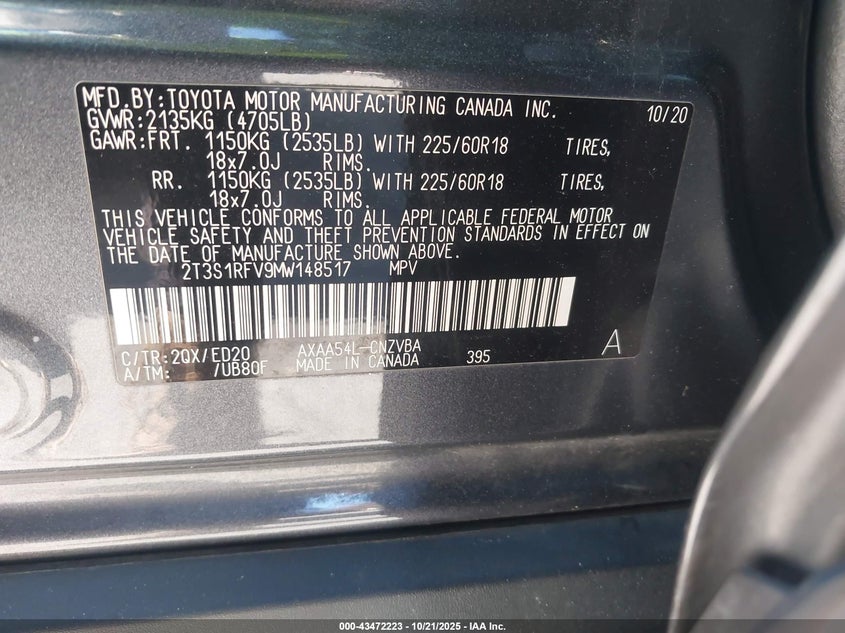 MFD.BY:TOYOTA MOTOR MANUFACTURING CANADA INC. 10/20
GVWR:2135KG (4705LB)
GAWR:FRT. 1150KG (2535LB) WITH 225/60R18 TIRES,
18x7.0J RIMS.
RR. 1150KG (2535LB) WITH 225/60R18 TIRES,
18x7.0J RIMS.
THIS VEHICLE CONFORMS TO ALL APPLICABLE FEDERAL MOTOR
VEHICLE SAFETY AND THEFT PREVENTION STANDARDS IN EFFECT ON
THE DATE OF MANUFACTURE SHOWN ABOVE.
2T3S1RFV9MW148517 MPV
C/TR:2QX/ED20 AXAA54L-CNZVBA
A/TM: /UB80F MADE IN CANADA 395 A
000-43472223 - 10/21/2025 - IAA Inc.